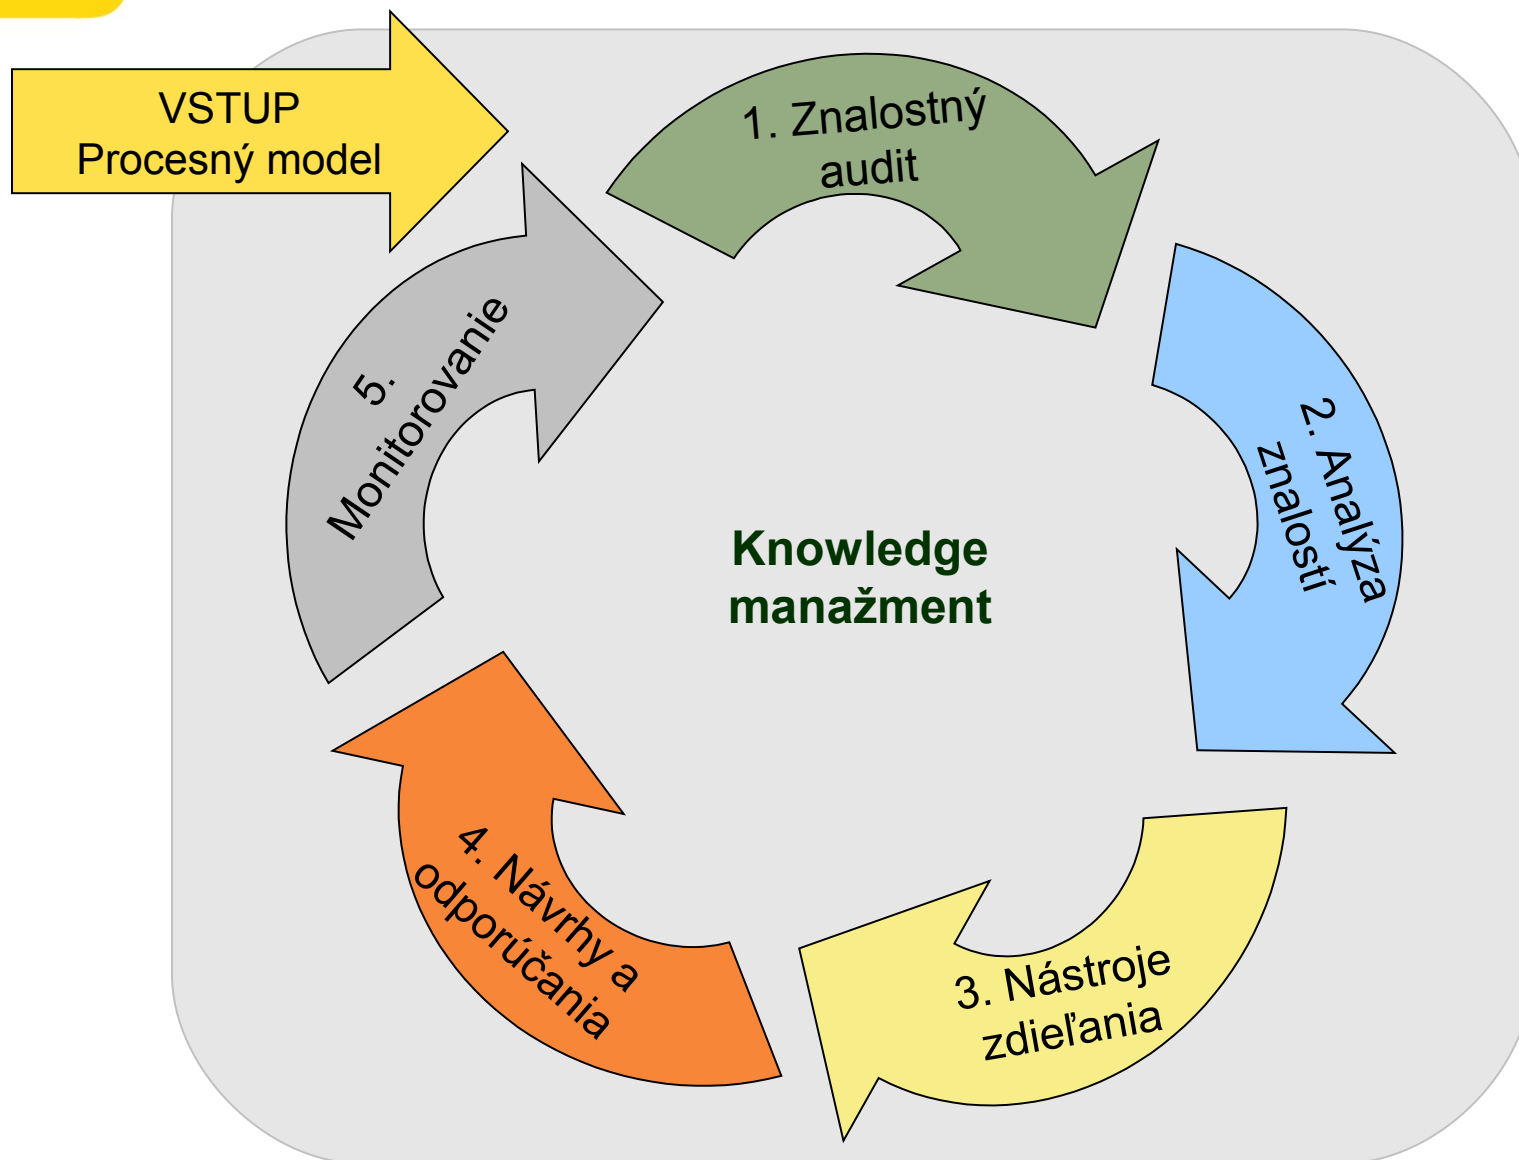 VSTUP
Procesný model
1. Znalostný
audit
2. Analýza
znalostí
3. Nástroje
zdieľania
4. Návrhy a
odporúčania
5.
Monitorovanie
Knowledge
manažment